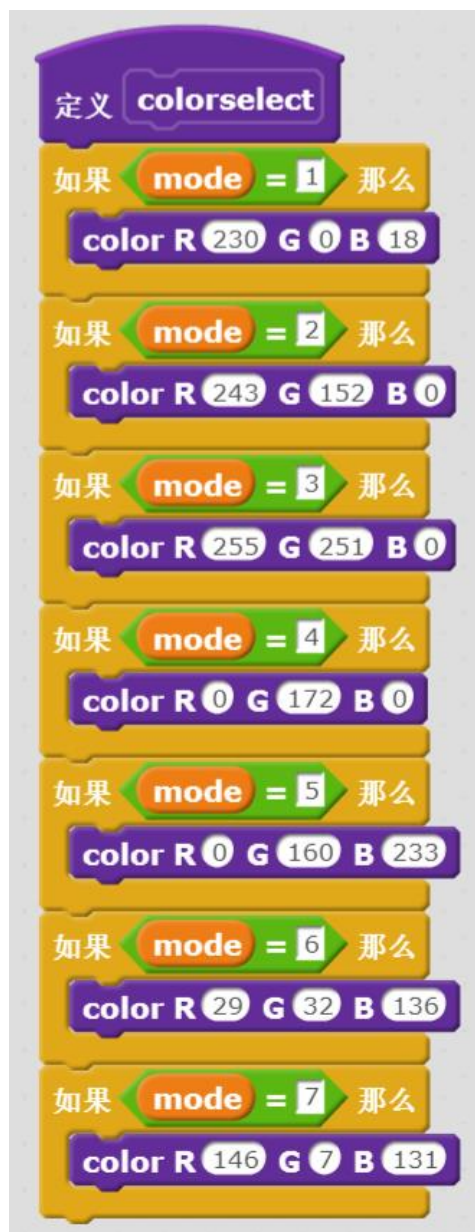 定义 colorselect
如果 mode = 1 那么
color R 230 G 0 B 18
如果 mode = 2 那么
color R 243 G 152 B 0
如果 mode = 3 那么
color R 255 G 251 B 0
如果 mode = 4 那么
color R 0 G 172 B 0
如果 mode = 5 那么
color R 0 G 160 B 233
如果 mode = 6 那么
color R 29 G 32 B 136
如果 mode = 7 那么
color R 146 G 7 B 131